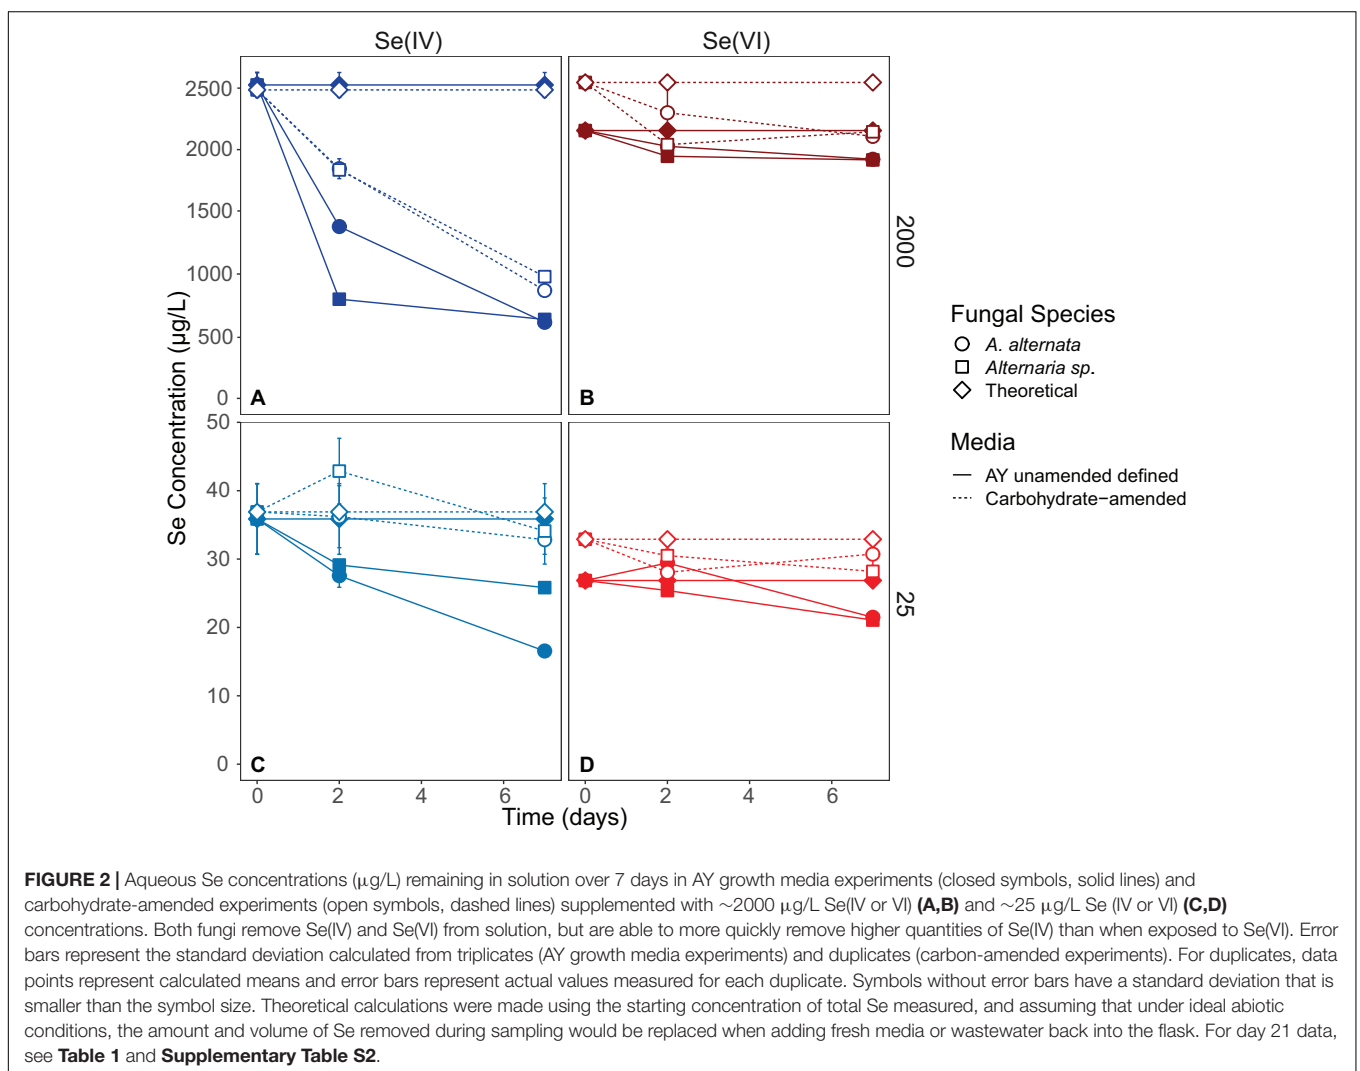 Se(IV)
Se(VI)
Se Concentration (µg/L)
2500
2000
1500
1000
500
0
A
B
2000
50
40
30
20
10
0
C
D
25
0
2
4
6
0
2
4
6
Time (days)
Fungal Species
A. alternata
Alternaria sp.
Theoretical
Media
AY unamended defined
Carbohydrate−amended
FIGURE 2 | Aqueous Se concentrations (µg/L) remaining in solution over 7 days in AY growth media experiments (closed symbols, solid lines) and
carbohydrate-amended experiments (open symbols, dashed lines) supplemented with ∼2000 µg/L Se(IV or VI) (A,B) and ∼25 µg/L Se (IV or VI) (C,D)
concentrations. Both fungi remove Se(IV) and Se(VI) from solution, but are able to more quickly remove higher quantities of Se(IV) than when exposed to Se(VI). Error
bars represent the standard deviation calculated from triplicates (AY growth media experiments) and duplicates (carbon-amended experiments). For duplicates, data
points represent calculated means and error bars represent actual values measured for each duplicate. Symbols without error bars have a standard deviation that is
smaller than the symbol size. Theoretical calculations were made using the starting concentration of total Se measured, and assuming that under ideal abiotic
conditions, the amount and volume of Se removed during sampling would be replaced when adding fresh media or wastewater back into the flask. For day 21 data,
see Table 1 and Supplementary Table S2.